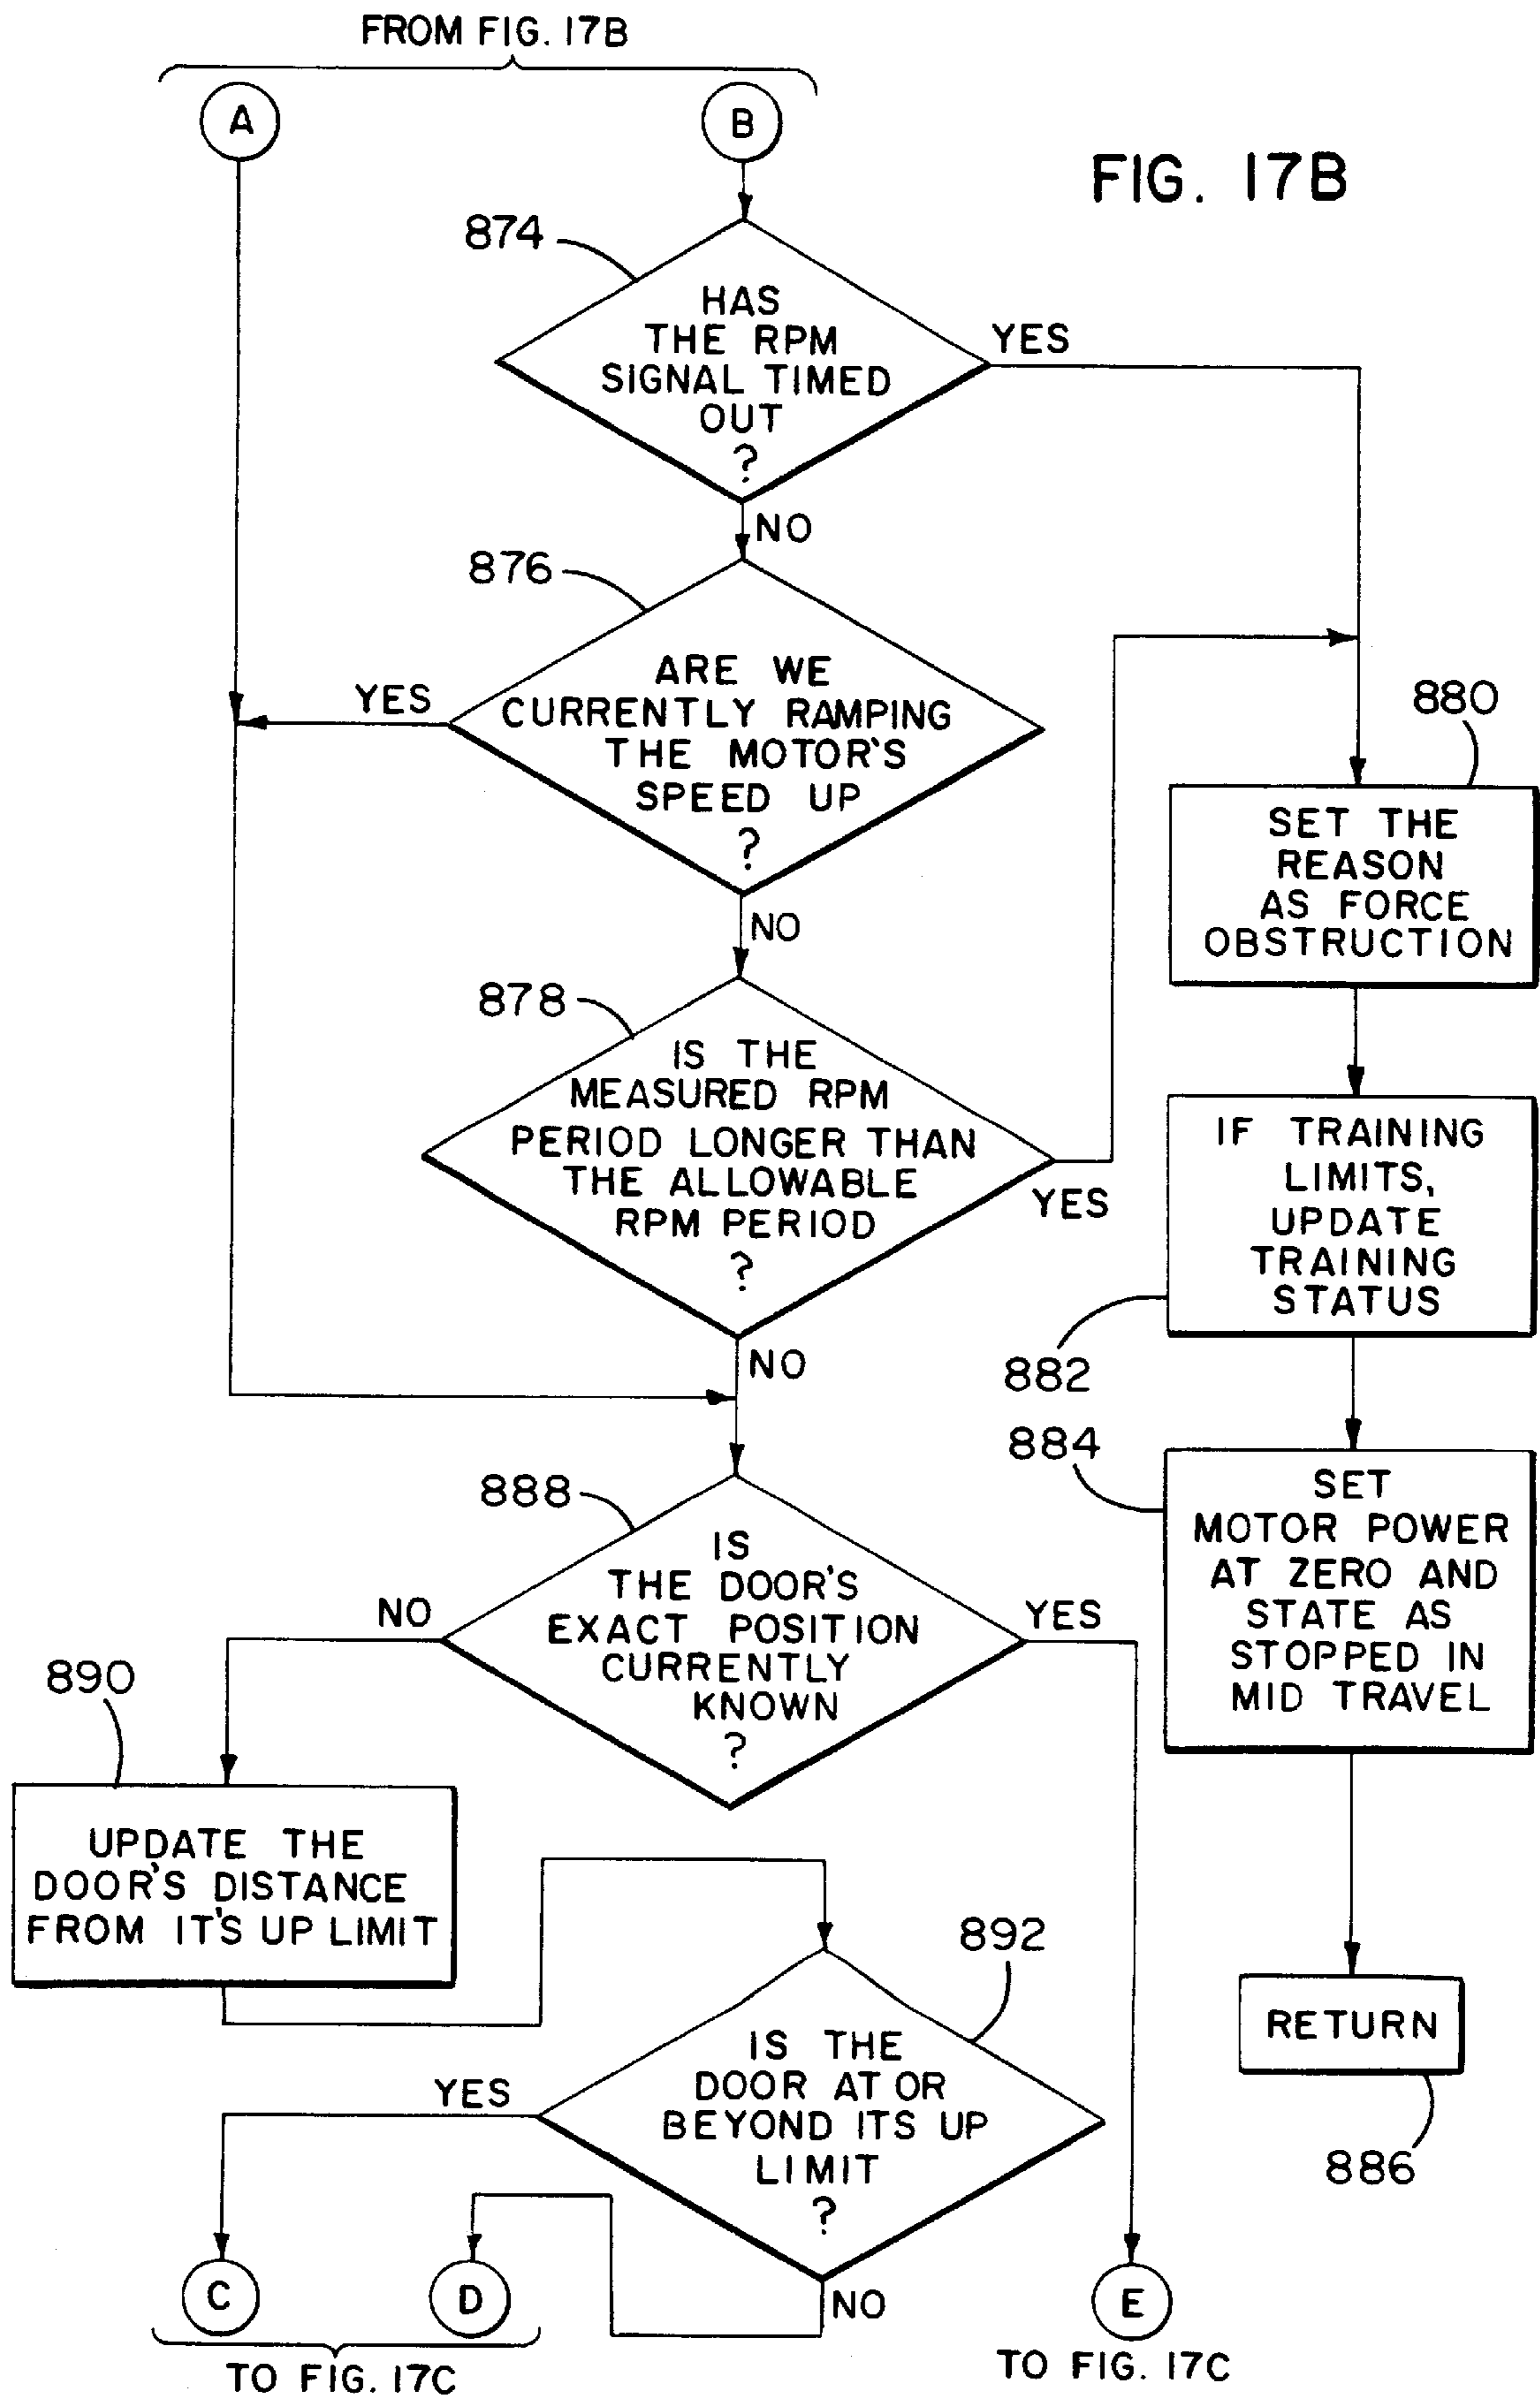 FROM FIG. 17B
A
B
FIG. 17B
874
HAS
THE RPM
SIGNAL TIMED
OUT
?
YES
NO
876
ARE WE
CURRENTLY RAMPING
THE MOTOR'S
SPEED UP
?
YES
NO
880
SET THE
REASON
AS FORCE
OBSTRUCTION
878
IS THE
MEASURED RPM
PERIOD LONGER THAN
THE ALLOWABLE
RPM PERIOD
?
YES
NO
IF TRAINING
LIMITS,
UPDATE
TRAINING
STATUS
882
884
SET
MOTOR POWER
AT ZERO AND
STATE AS
STOPPED IN
MID TRAVEL
888
IS
THE DOOR'S
EXACT POSITION
CURRENTLY
KNOWN
?
NO
YES
890
UPDATE THE
DOOR'S DISTANCE
FROM IT'S UP LIMIT
892
IS THE
DOOR AT OR
BEYOND ITS UP
LIMIT
?
YES
NO
RETURN
886
C
D
E
TO FIG. 17C
TO FIG. 17C